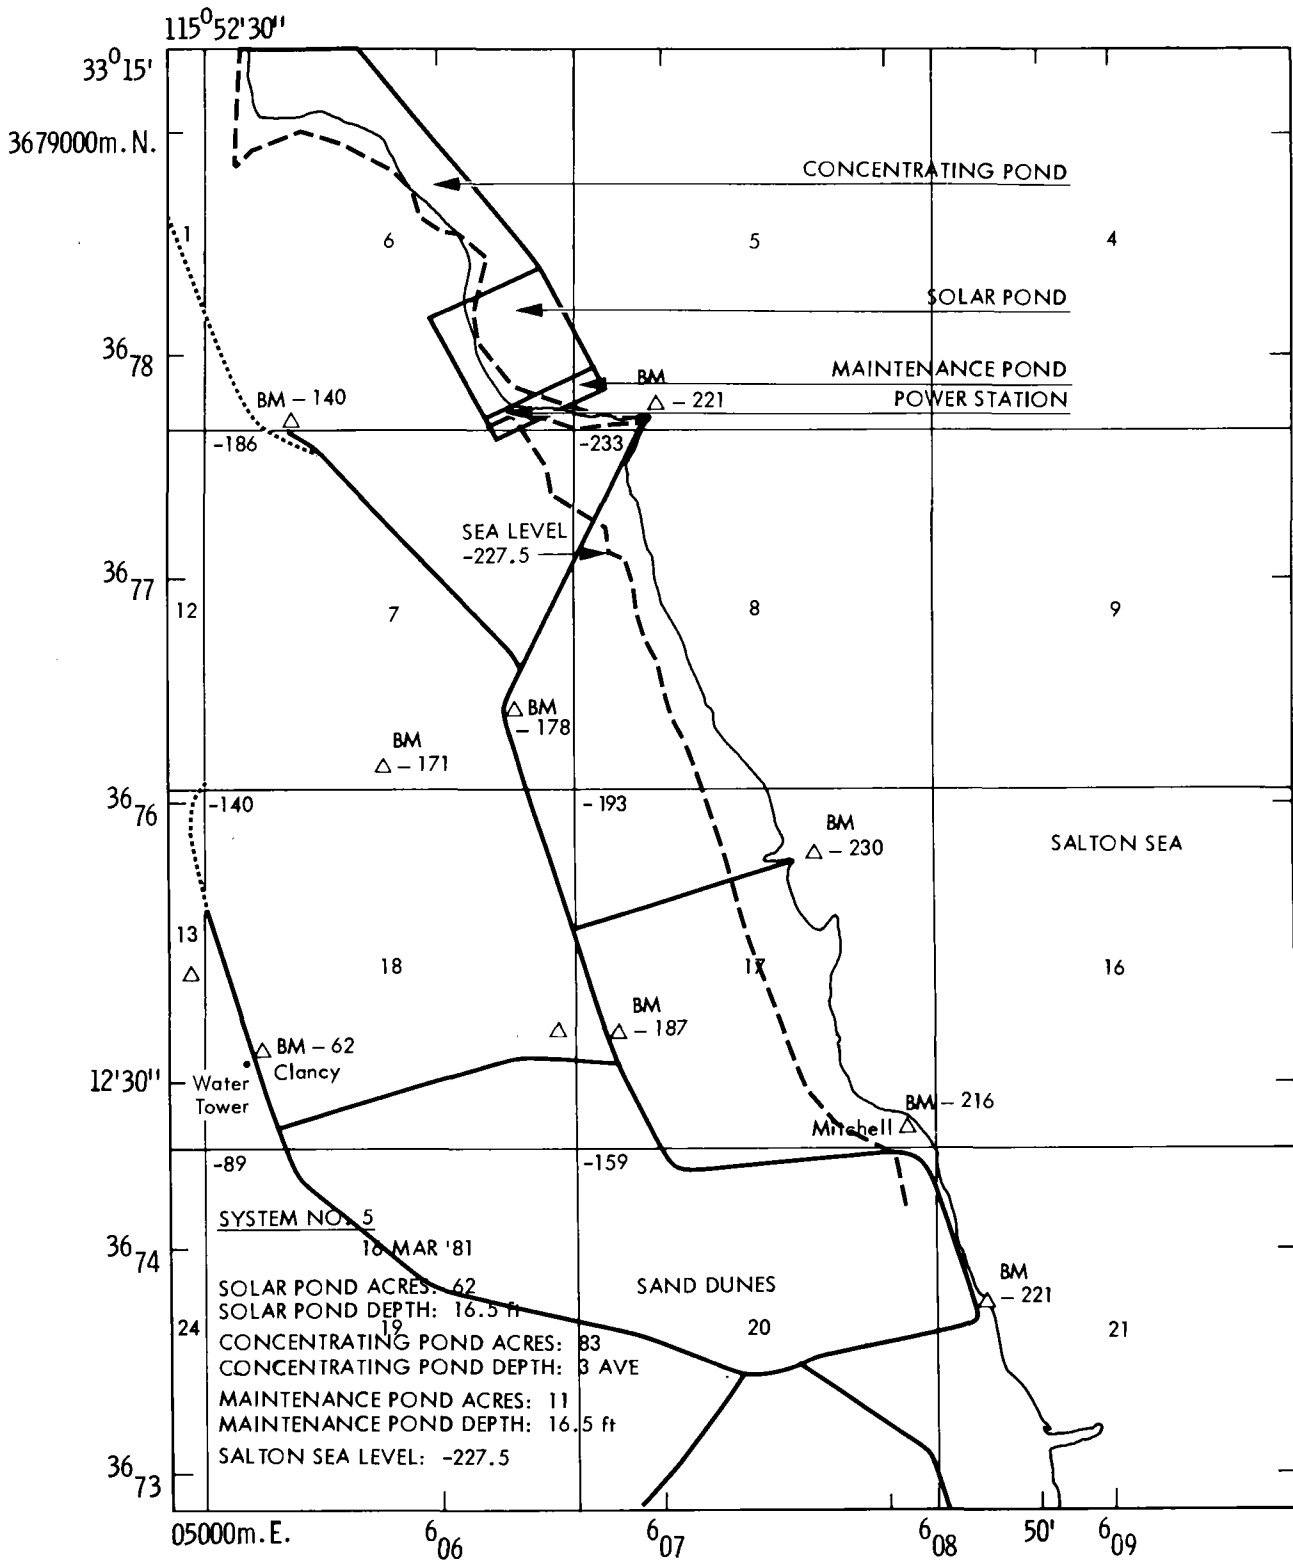 115°52'30"
33°15'
3679000m.N.
CONCENTRATING POND
1
6
5
4
SOLAR POND
36 78
MAINTENANCE POND
BM
POWER STATION
- 221
BM - 140
-186
-233
SEA LEVEL
-227.5
36 77
12
7
8
9
BM
- 178
BM
- 171
36 76
-140
-193
BM
- 230
SALTON SEA
13
18
17
16
BM
- 187
BM - 62
Clancy
Water
Tower
12'30"
BM - 216
Mitchell
-89
-159
SYSTEM NO. 5
16 MAR '81
36 74
SOLAR POND ACRES: 62
SOLAR POND DEPTH: 16.5 ft
SAND DUNES
BM
- 221
24
19
20
21
CONCENTRATING POND ACRES: 83
CONCENTRATING POND DEPTH: 3 AVE
MAINTENANCE POND ACRES: 11
MAINTENANCE POND DEPTH: 16.5 ft
SALTON SEA LEVEL: -227.5
36 73
05000m.E.
6 06
6 07
6 08
50'
6 09